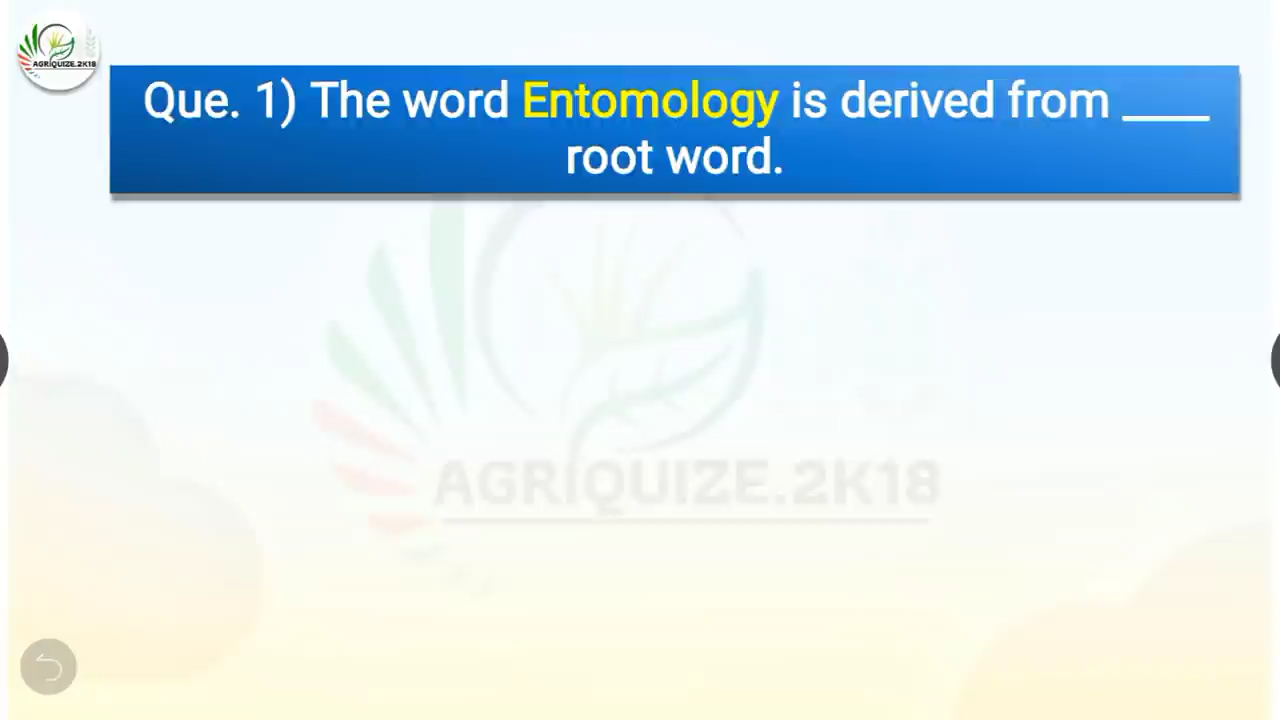 AGRIQUIZE.2K18
Que. 1) The word Entomology is derived from ____
root word.
AGRIQUIZE.2K18